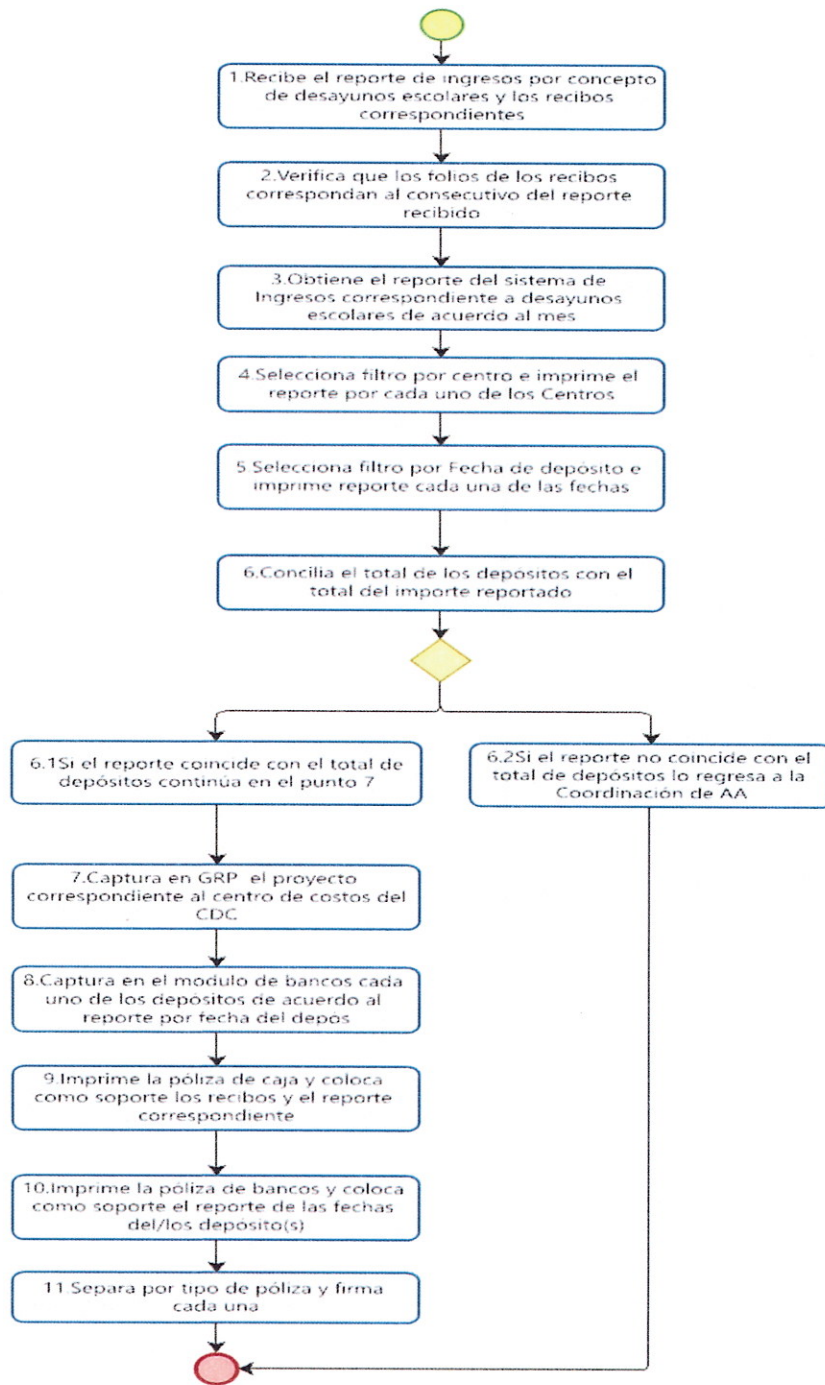 1.Recibe el reporte de ingresos por concepto
de desayunos escolares y los recibos
correspondientes
2.Verifica que los folios de los recibos
correspondan al consecutivo del reporte
recibido
3.Obtiene el reporte del sistema de
Ingresos correspondiente a desayunos
escolares de acuerdo al mes
4.Selecciona filtro por centro e imprime el
reporte por cada uno de los Centros
5.Selecciona filtro por Fecha de depósito e
imprime reporte cada una de las fechas
6.Concilia el total de los depósitos con el
total del importe reportado
6.1Si el reporte coincide con el total de
depósitos continúa en el punto 7
6.2Si el reporte no coincide con el
total de depósitos lo regresa a la
Coordinación de AA
7.Captura en GRP el proyecto
correspondiente al centro de costos del
CDC
8.Captura en el modulo de bancos cada
uno de los depósitos de acuerdo al
reporte por fecha del depós
9.Imprime la póliza de caja y coloca
como soporte los recibos y el reporte
correspondiente
10.Imprime la póliza de bancos y coloca
como soporte el reporte de las fechas
del/los depósito(s)
11.Separa por tipo de póliza y firma
cada una